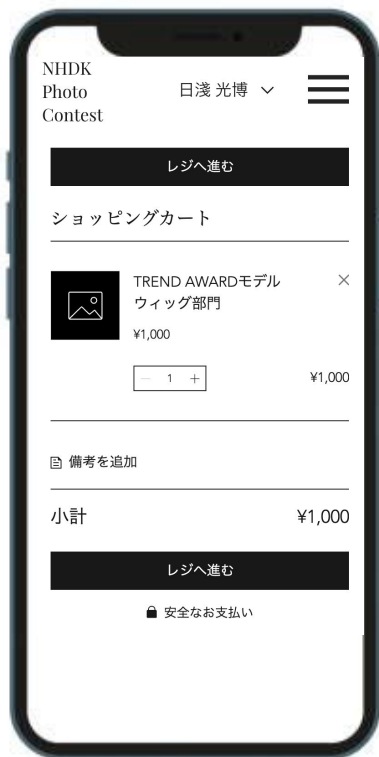 NHDK
Photo
Contest
日淺 光博
レジへ進む
ショッピングカート
TREND AWARDモデル
ウィッグ部門
¥1,000
− 1 +
¥1,000
備考を追加
小計
¥1,000
レジへ進む
安全なお支払い